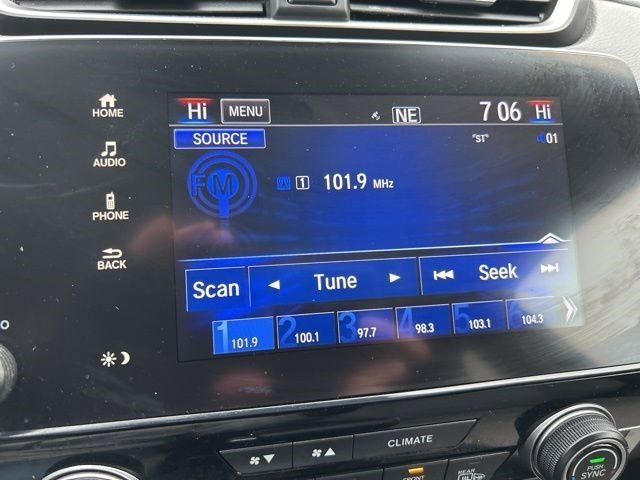 Hi MENU NE 7 06 Hi
HOME
SOURCE "ST" 01
AUDIO
FM 1 101.9 MHz
PHONE
BACK
Scan Tune Seek
1 101.9 2 100.1 3 97.7 4 98.3 5 103.1 6 104.3
CLIMATE
FRONT REAR
PUSH
SYNC